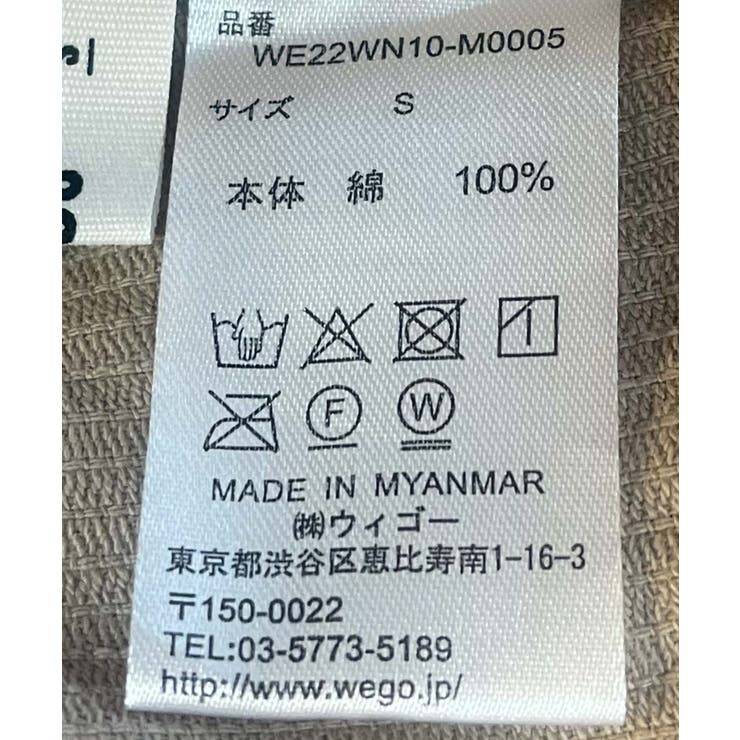 品番
WE22WN10-M0005
サイズ S
本体 綿 100%
F W
MADE IN MYANMAR
㈱ウィゴー
東京都渋谷区恵比寿南1-16-3
〒150-0022
TEL:03-5773-5189
http://www.wego.jp/